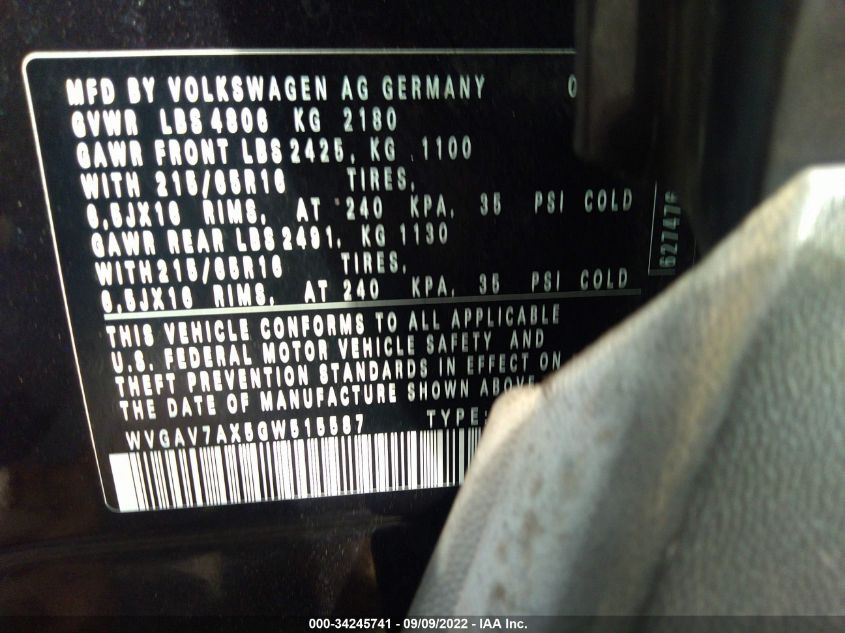 MFD BY VOLKSWAGEN AG GERMANY 0
GVWR LBS 4806 KG 2180
GAWR FRONT LBS 2425, KG 1100
WITH 215/65R16 TIRES,
6,5JX16 RIMS, AT 240 KPA, 35 PSI COLD
GAWR REAR LBS 2491, KG 1130
WITH 215/65R16 TIRES,
6,5JX16 RIMS, AT 240 KPA, 35 PSI COLD
THIS VEHICLE CONFORMS TO ALL APPLICABLE
U.S. FEDERAL MOTOR VEHICLE SAFETY AND
THEFT PREVENTION STANDARDS IN EFFECT ON
THE DATE OF MANUFACTURE SHOWN ABOVE
WVGAV7AX5GW515587 TYPE:
627476
000-34245741 - 09/09/2022 - IAA Inc.